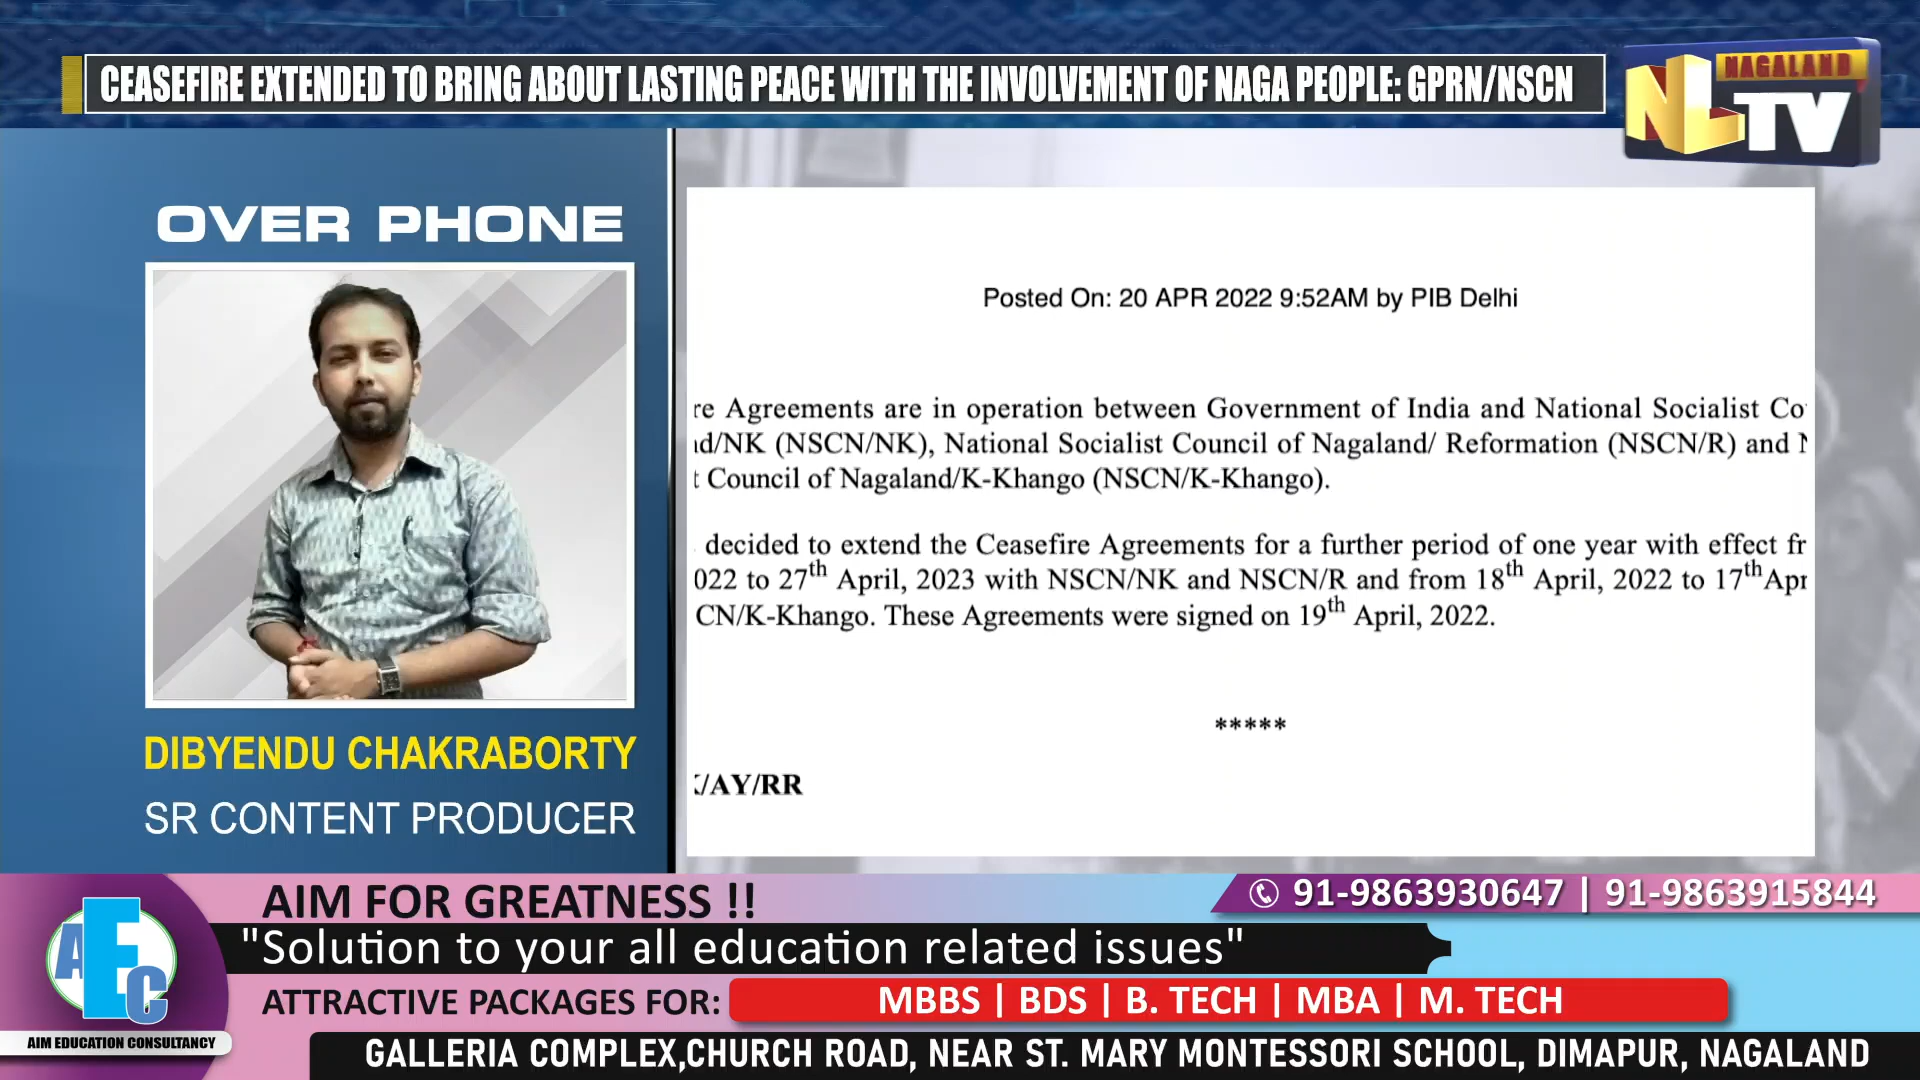 CEASEFIRE EXTENDED TO BRING ABOUT LASTING PEACE WITH THE INVOLVEMENT OF NAGA PEOPLE: GPRN/NSCN
NAGALAND
NLTV
OVER PHONE
DIBYENDU CHAKRABORTY
SR CONTENT PRODUCER
Posted On: 20 APR 2022 9:52AM by PIB Delhi
re Agreements are in operation between Government of India and National Socialist Co
d/NK (NSCN/NK), National Socialist Council of Nagaland/ Reformation (NSCN/R) and N
t Council of Nagaland/K-Khango (NSCN/K-Khango).
decided to extend the Ceasefire Agreements for a further period of one year with effect fr
022 to 27th April, 2023 with NSCN/NK and NSCN/R and from 18th April, 2022 to 17th Apr
CN/K-Khango. These Agreements were signed on 19th April, 2022.
*****
/AY/RR
AIM FOR GREATNESS !!
91-9863930647 | 91-9863915844
"Solution to your all education related issues"
ATTRACTIVE PACKAGES FOR: MBBS | BDS | B. TECH | MBA | M. TECH
AEC
AIM EDUCATION CONSULTANCY
GALLERIA COMPLEX,CHURCH ROAD, NEAR ST. MARY MONTESSORI SCHOOL, DIMAPUR, NAGALAND